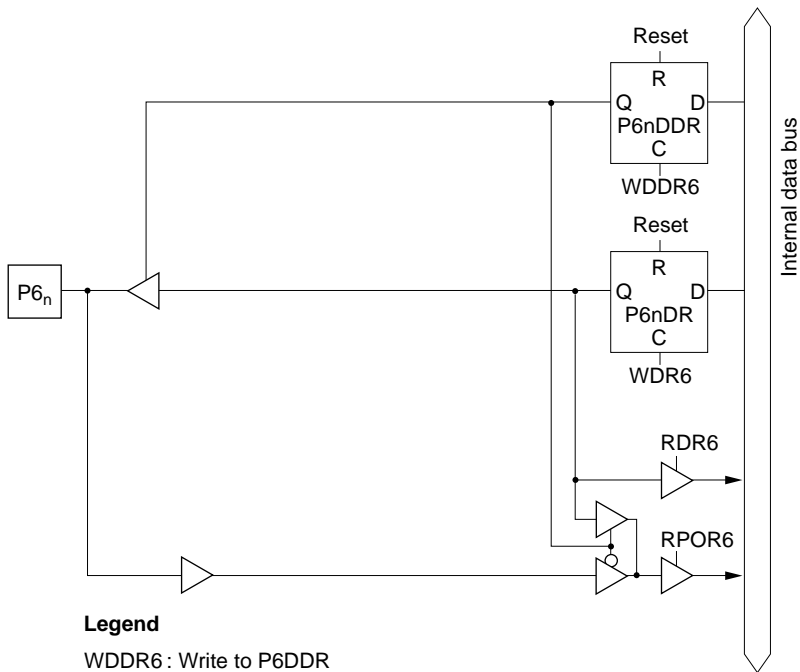 Reset
R
Q D
P6nDDR
C
WDDR6
Reset
R
Q D
P6nDR
C
WDR6
P6n
RDR6
RPOR6
Internal data bus
Legend
WDDR6 : Write to P6DDR